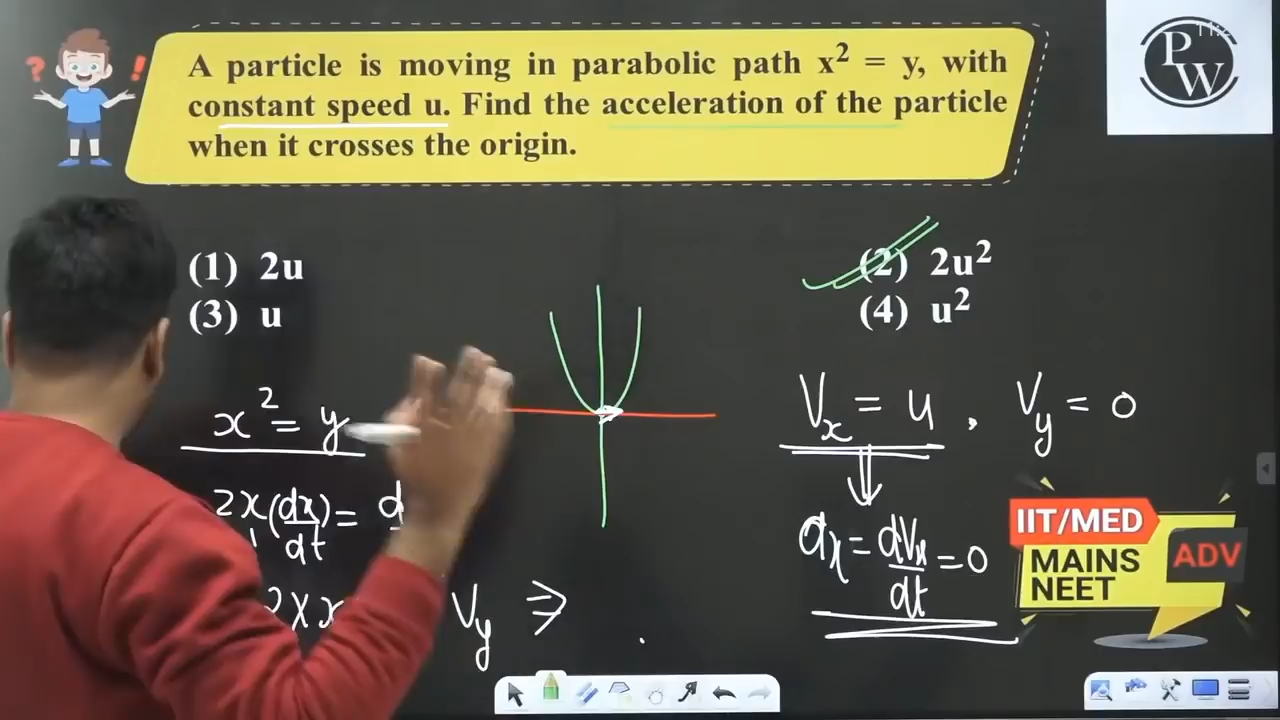 A particle is moving in parabolic path x² = y, with
constant speed u. Find the acceleration of the particle
when it crosses the origin.
PW
(1) 2u
(2) 2u²
(3) u
(4) u²
x² = y
2x(dx/dt) = d
2 X x
Vy ⇒
Vx = u , Vy = 0
ax = dVx/dt = 0
IIT/MED
MAINS
NEET
ADV